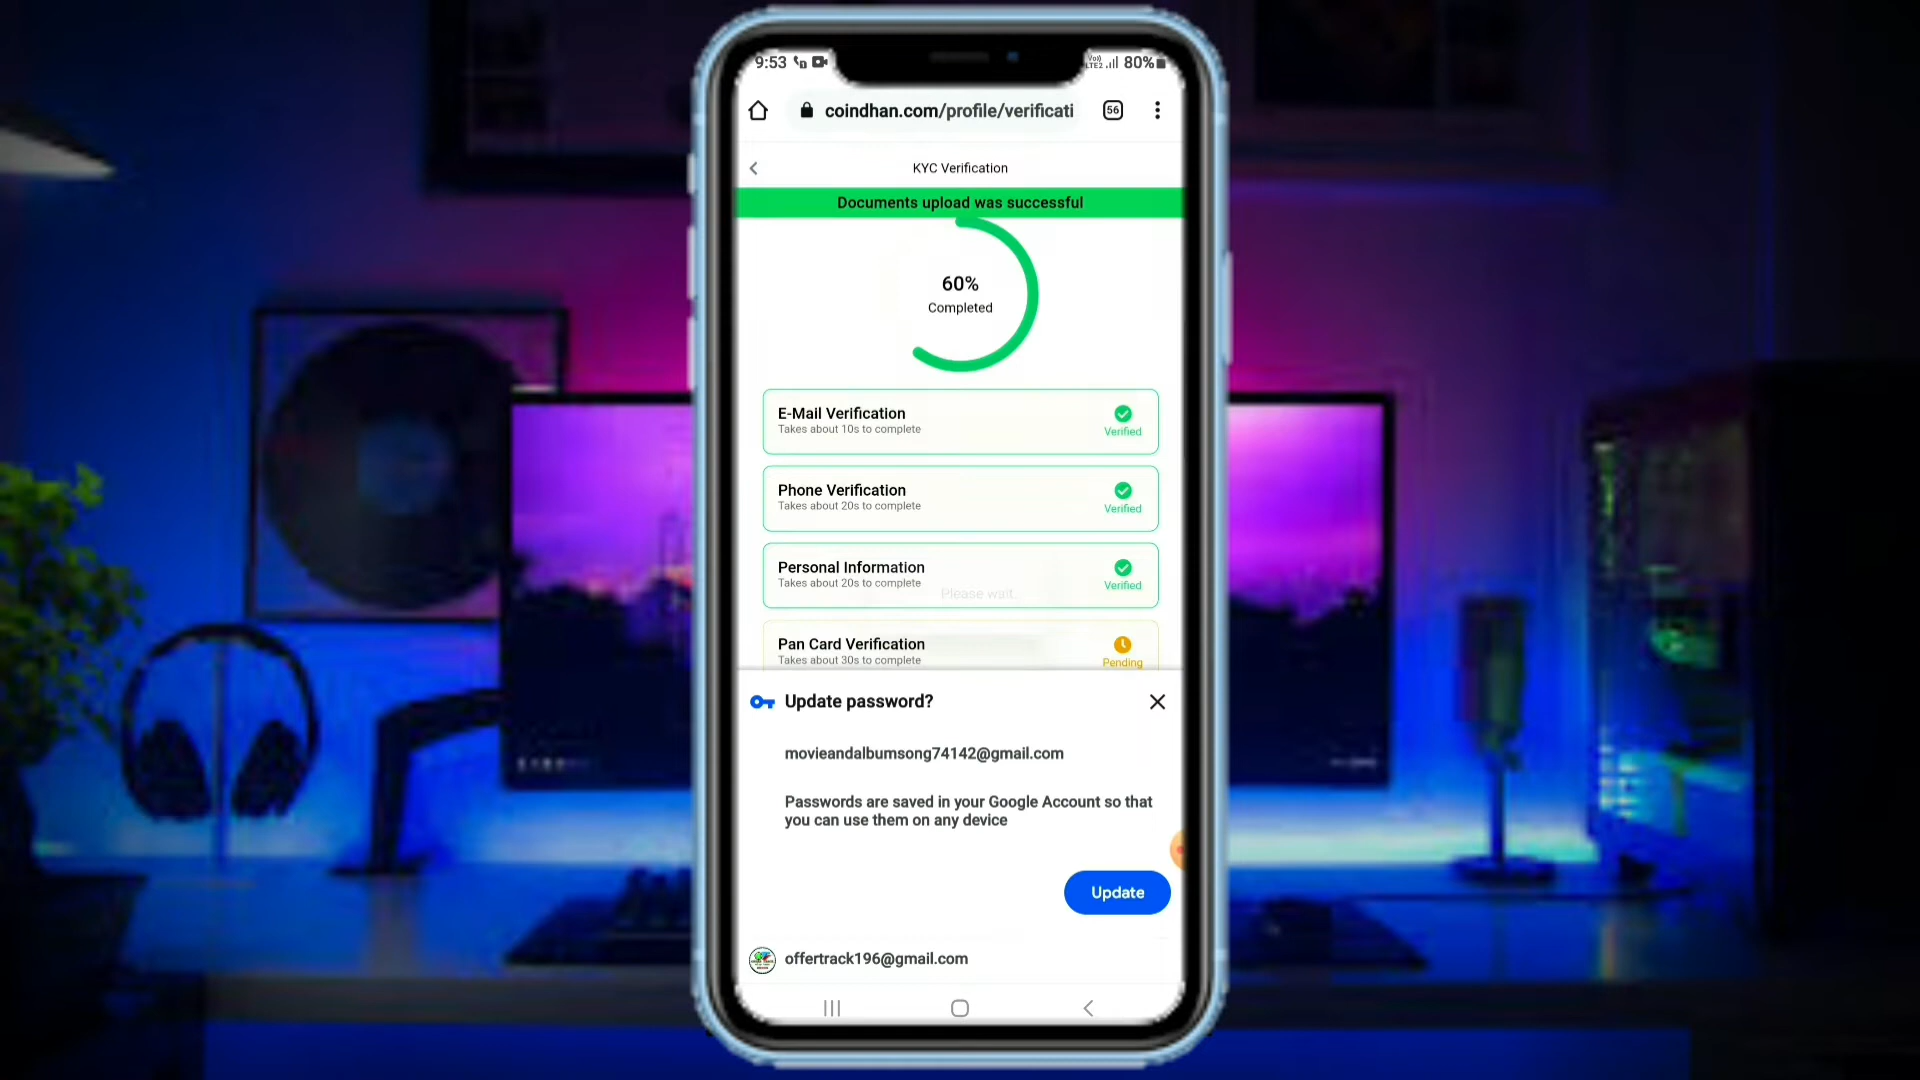 9:53
Vo)) LTE2 80%
coindhan.com/profile/verificati
56
KYC Verification
Documents upload was successful
60%
Completed
E-Mail Verification
Takes about 10s to complete
Verified
Phone Verification
Takes about 20s to complete
Verified
Personal Information
Takes about 20s to complete
Verified
Please wait.
Pan Card Verification
Takes about 30s to complete
Pending
Update password?
movieandalbumsong74142@gmail.com
Passwords are saved in your Google Account so that
you can use them on any device
Update
offertrack196@gmail.com